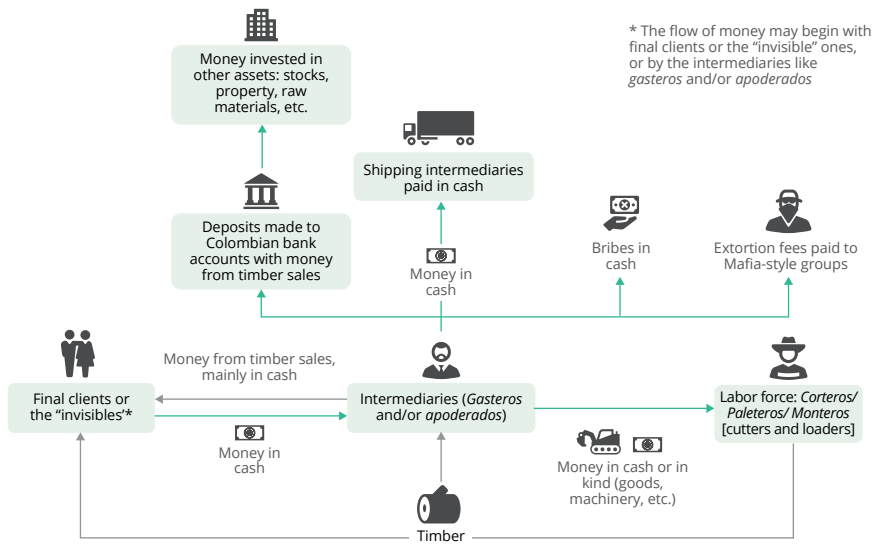 * The flow of money may begin with
final clients or the “invisible” ones,
or by the intermediaries like
gasteros and/or apoderados
Money invested in
other assets: stocks,
property, raw
materials, etc.
Shipping intermediaries
paid in cash
Deposits made to
Colombian bank
accounts with money
from timber sales
Money in
cash
Bribes in
cash
Extortion fees paid to
Mafia-style groups
Money from timber sales,
mainly in cash
Final clients or
the “invisibles’*
Intermediaries (Gasteros
and/or apoderados)
Labor force: Corteros/
Paleteros/ Monteros
[cutters and loaders]
Money in
cash
Money in cash or in
kind (goods,
machinery, etc.)
Timber